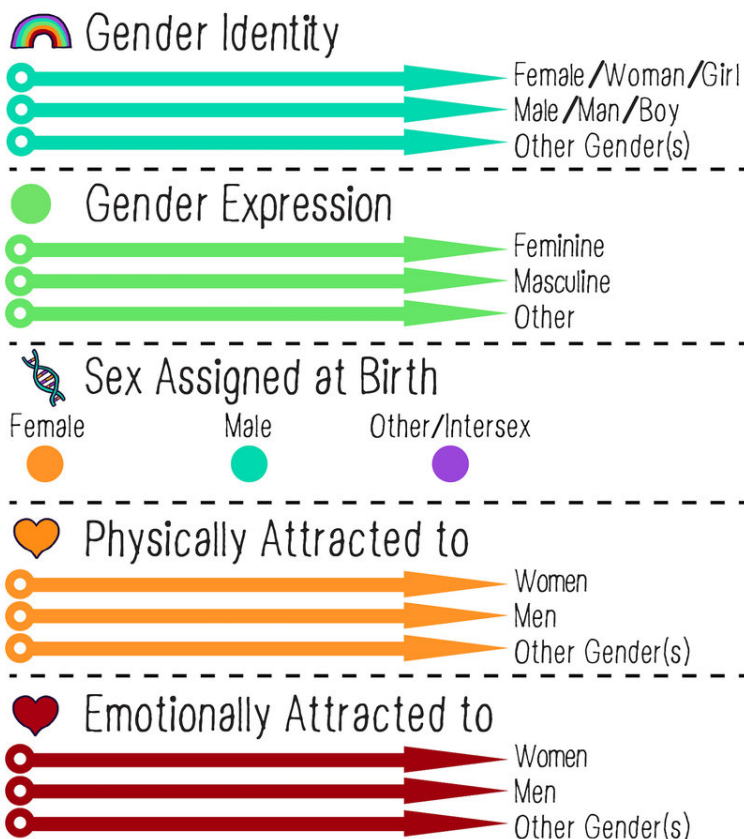 Gender Identity
Female/Woman/Girl
Male/Man/Boy
Other Gender(s)
Gender Expression
Feminine
Masculine
Other
Sex Assigned at Birth
Female Male Other/Intersex
Physically Attracted to
Women
Men
Other Gender(s)
Emotionally Attracted to
Women
Men
Other Gender(s)